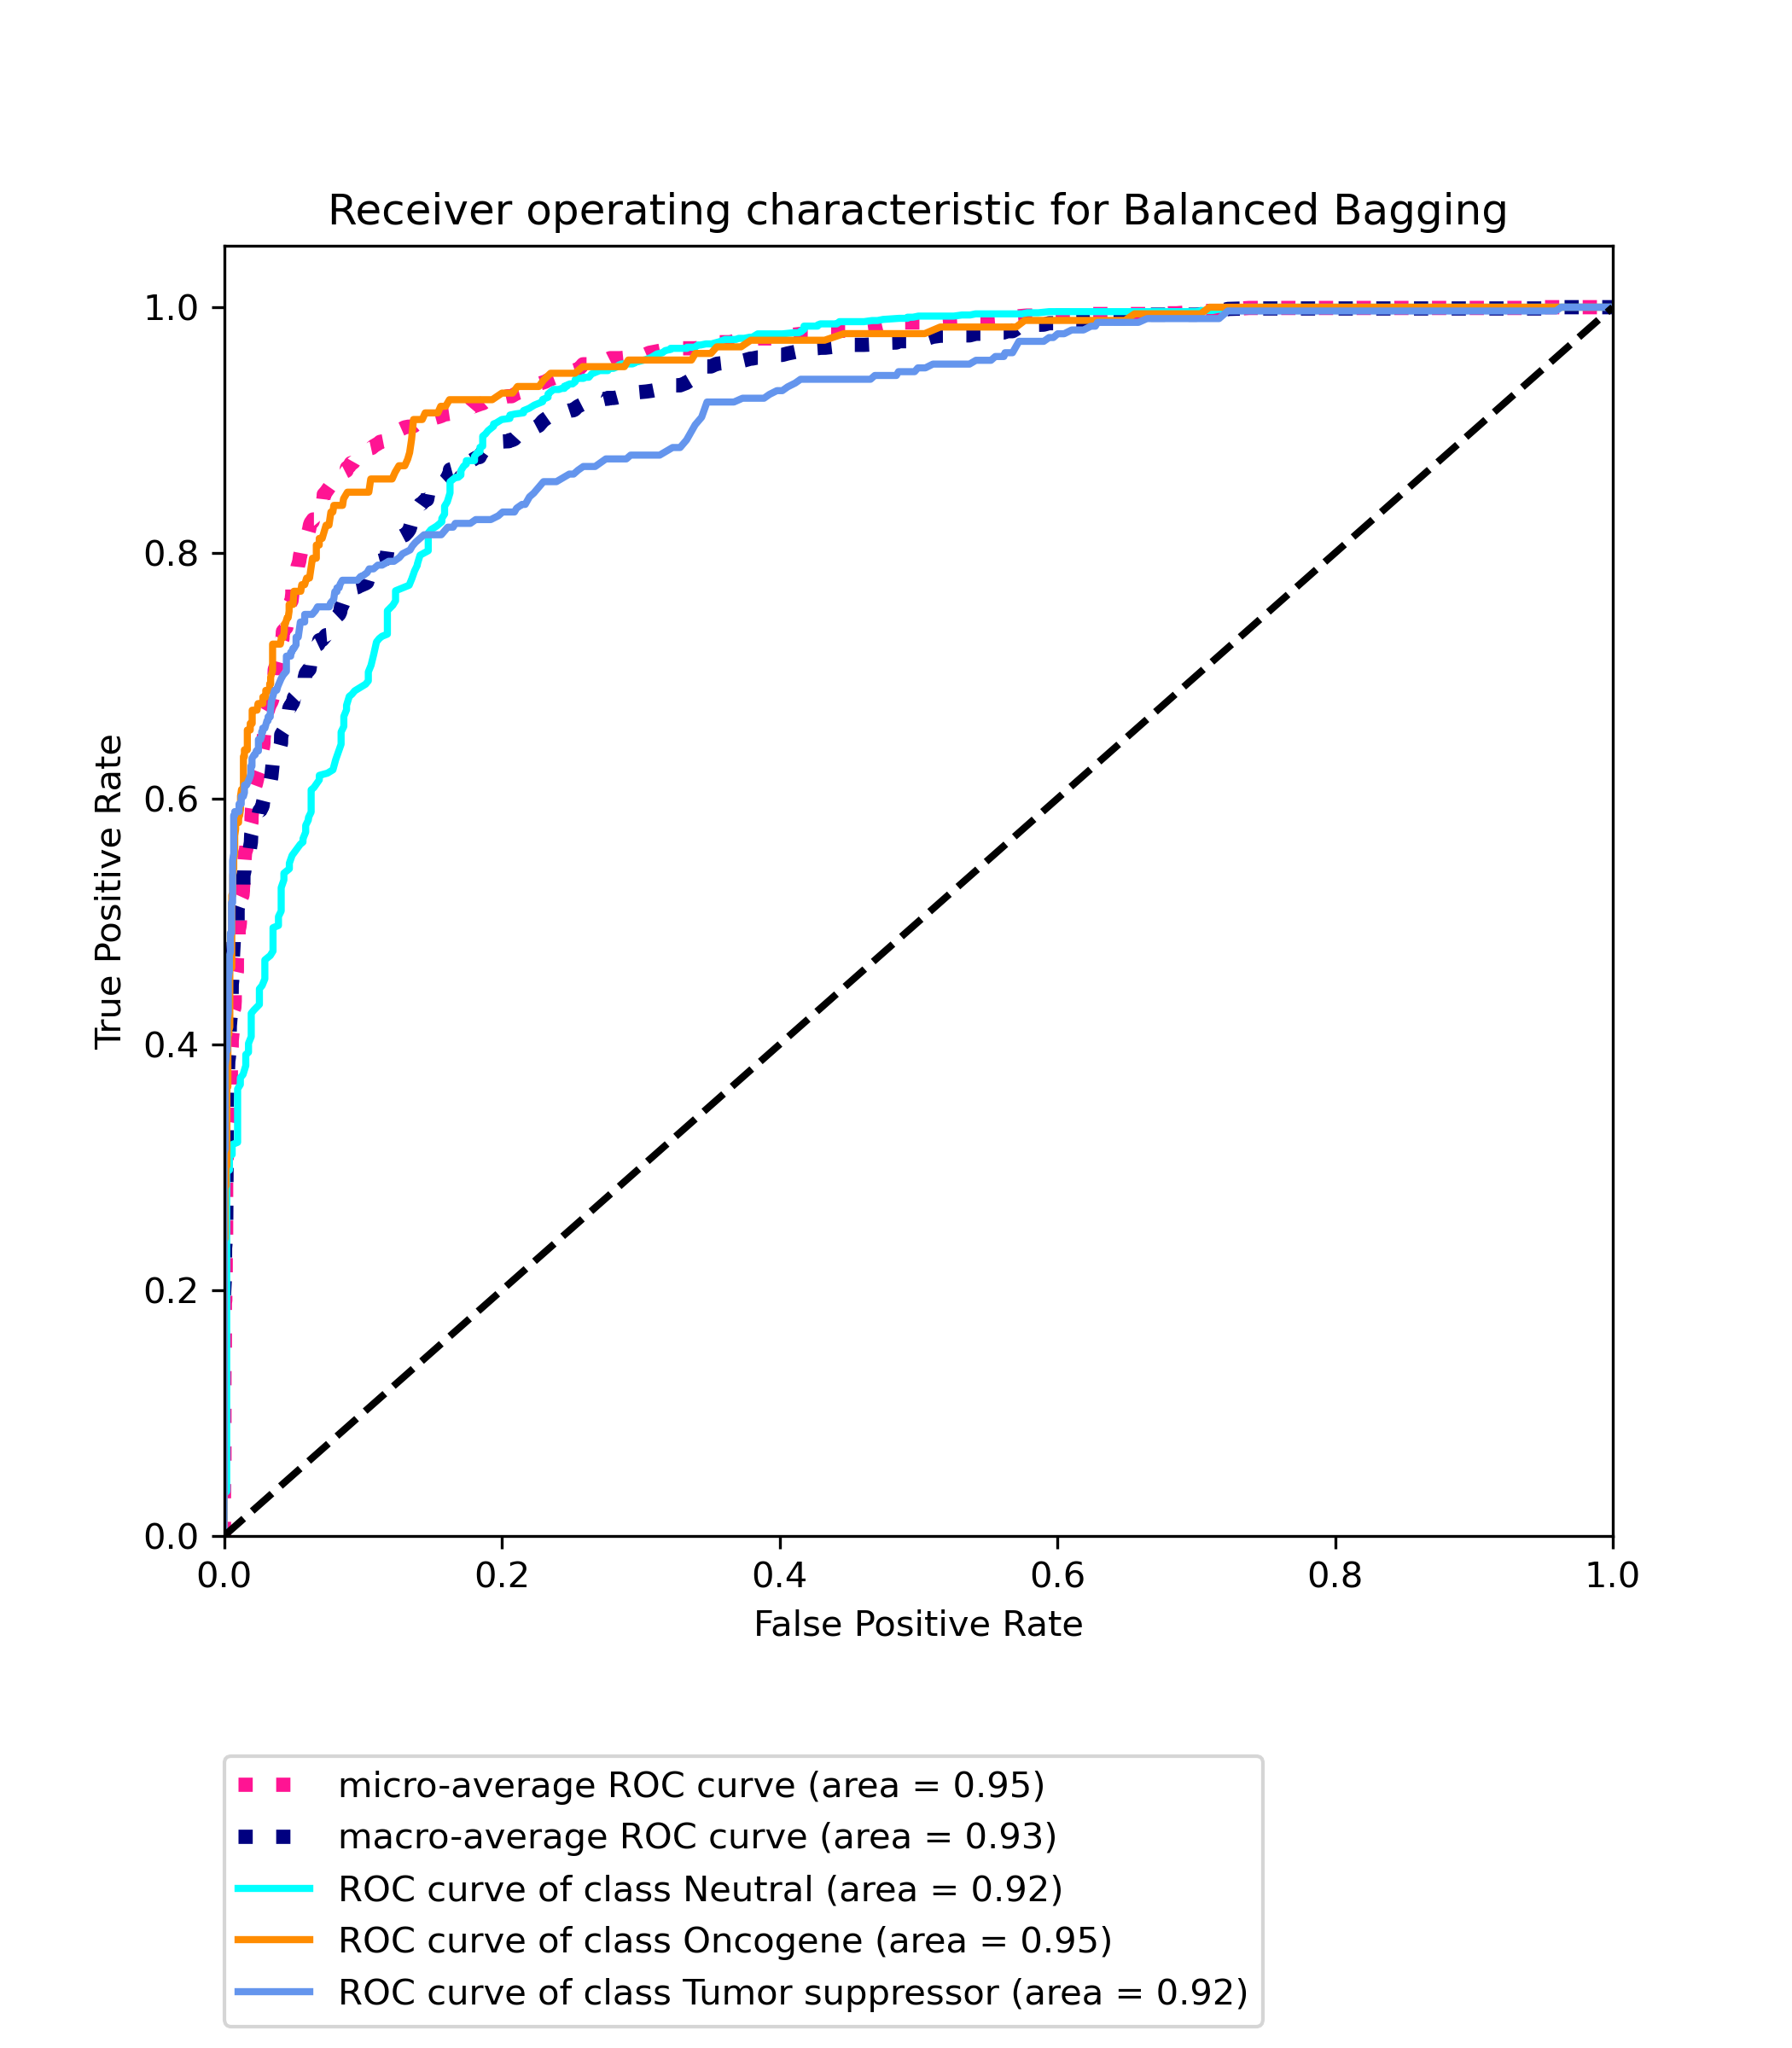 Receiver operating characteristic for Balanced Bagging
1.0
0.8
0.6
0.4
0.2
0.0
True Positive Rate
0.0 0.2 0.4 0.6 0.8 1.0
False Positive Rate
micro-average ROC curve (area = 0.95)
macro-average ROC curve (area = 0.93)
ROC curve of class Neutral (area = 0.92)
ROC curve of class Oncogene (area = 0.95)
ROC curve of class Tumor suppressor (area = 0.92)